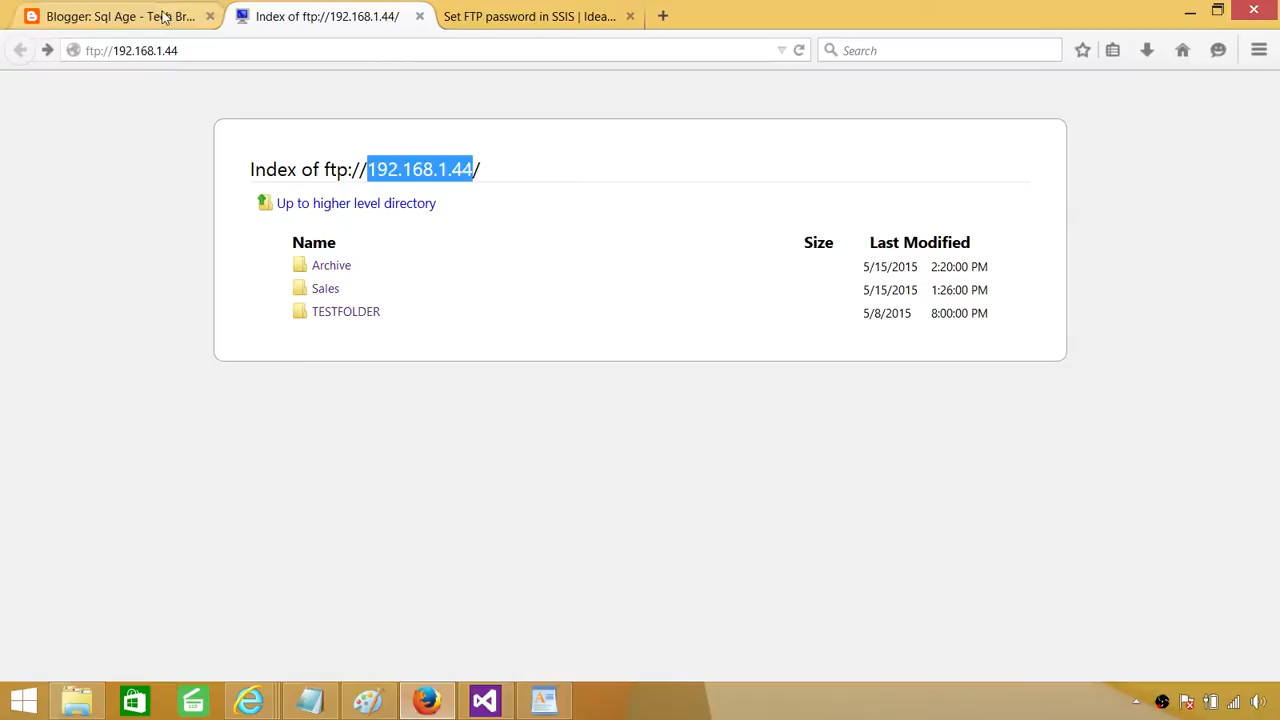 Blogger: Sql Age - Tech Br...
Index of ftp://192.168.1.44/
Set FTP password in SSIS | Idea...
ftp://192.168.1.44
Search
Index of ftp://192.168.1.44/
Up to higher level directory
Name Size Last Modified
Archive 5/15/2015 2:20:00 PM
Sales 5/15/2015 1:26:00 PM
TESTFOLDER 5/8/2015 8:00:00 PM